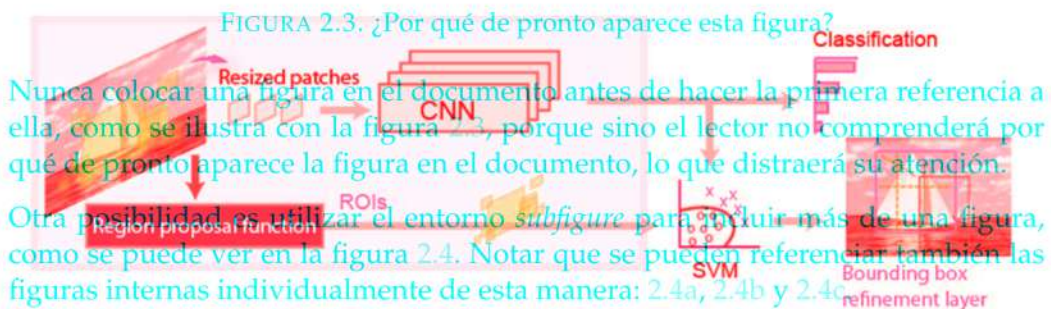 FIGURA 2.3. ¿Por qué de pronto aparece esta figura?
Classification
Resized patches
Nunca colocar una figura en el documento antes de hacer la primera referencia a
CNN
ella, como se ilustra con la figura 2.3, porque sino el lector no comprenderá por
qué de pronto aparece la figura en el documento, lo que distraerá su atención.
ROIs
Otra posibilidad es utilizar el entorno subfigure para incluir más de una figura,
Region proposal function
como se puede ver en la figura 2.4. Notar que se pueden referenciar también las
SVM
Bounding box
figuras internas individualmente de esta manera: 2.4a, 2.4b y 2.4c.
refinement layer